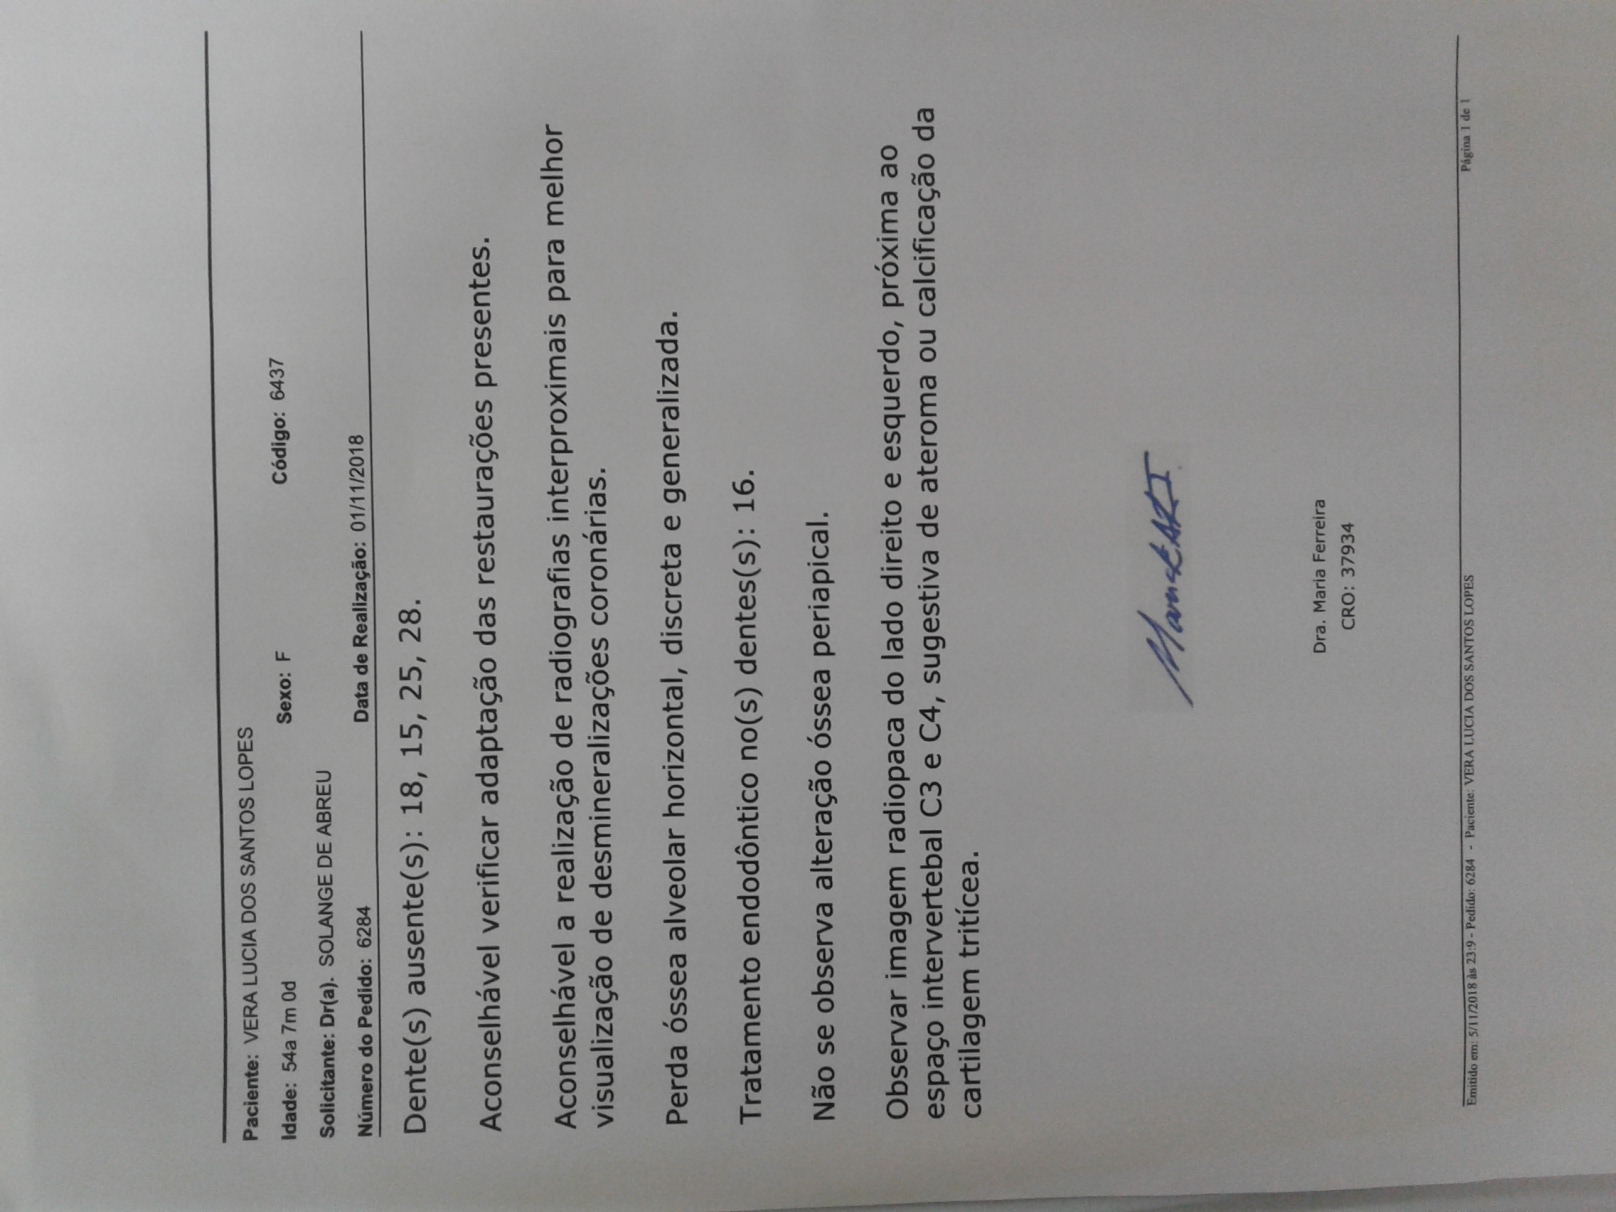 Paciente: VERA LUCIA DOS SANTOS LOPES
Idade: 54a 7m 0d Sexo: F Código: 6437
Solicitante: Dr(a). SOLANGE DE ABREU
Número do Pedido: 6284 Data de Realização: 01/11/2018
Dente(s) ausente(s): 18, 15, 25, 28.
Aconselhável verificar adaptação das restaurações presentes.
Aconselhável a realização de radiografias interproximais para melhor
visualização de desmineralizações coronárias.
Perda óssea alveolar horizontal, discreta e generalizada.
Tratamento endodôntico no(s) dentes(s): 16.
Não se observa alteração óssea periapical.
Observar imagem radiopaca do lado direito e esquerdo, próxima ao
espaço intervertebal C3 e C4, sugestiva de ateroma ou calcificação da
cartilagem tritícea.
Dra. Maria Ferreira
CRO: 37934
Emitido em: 5/11/2018 às 23:9 - Pedido: 6284 - Paciente: VERA LUCIA DOS SANTOS LOPES Página 1 de 1